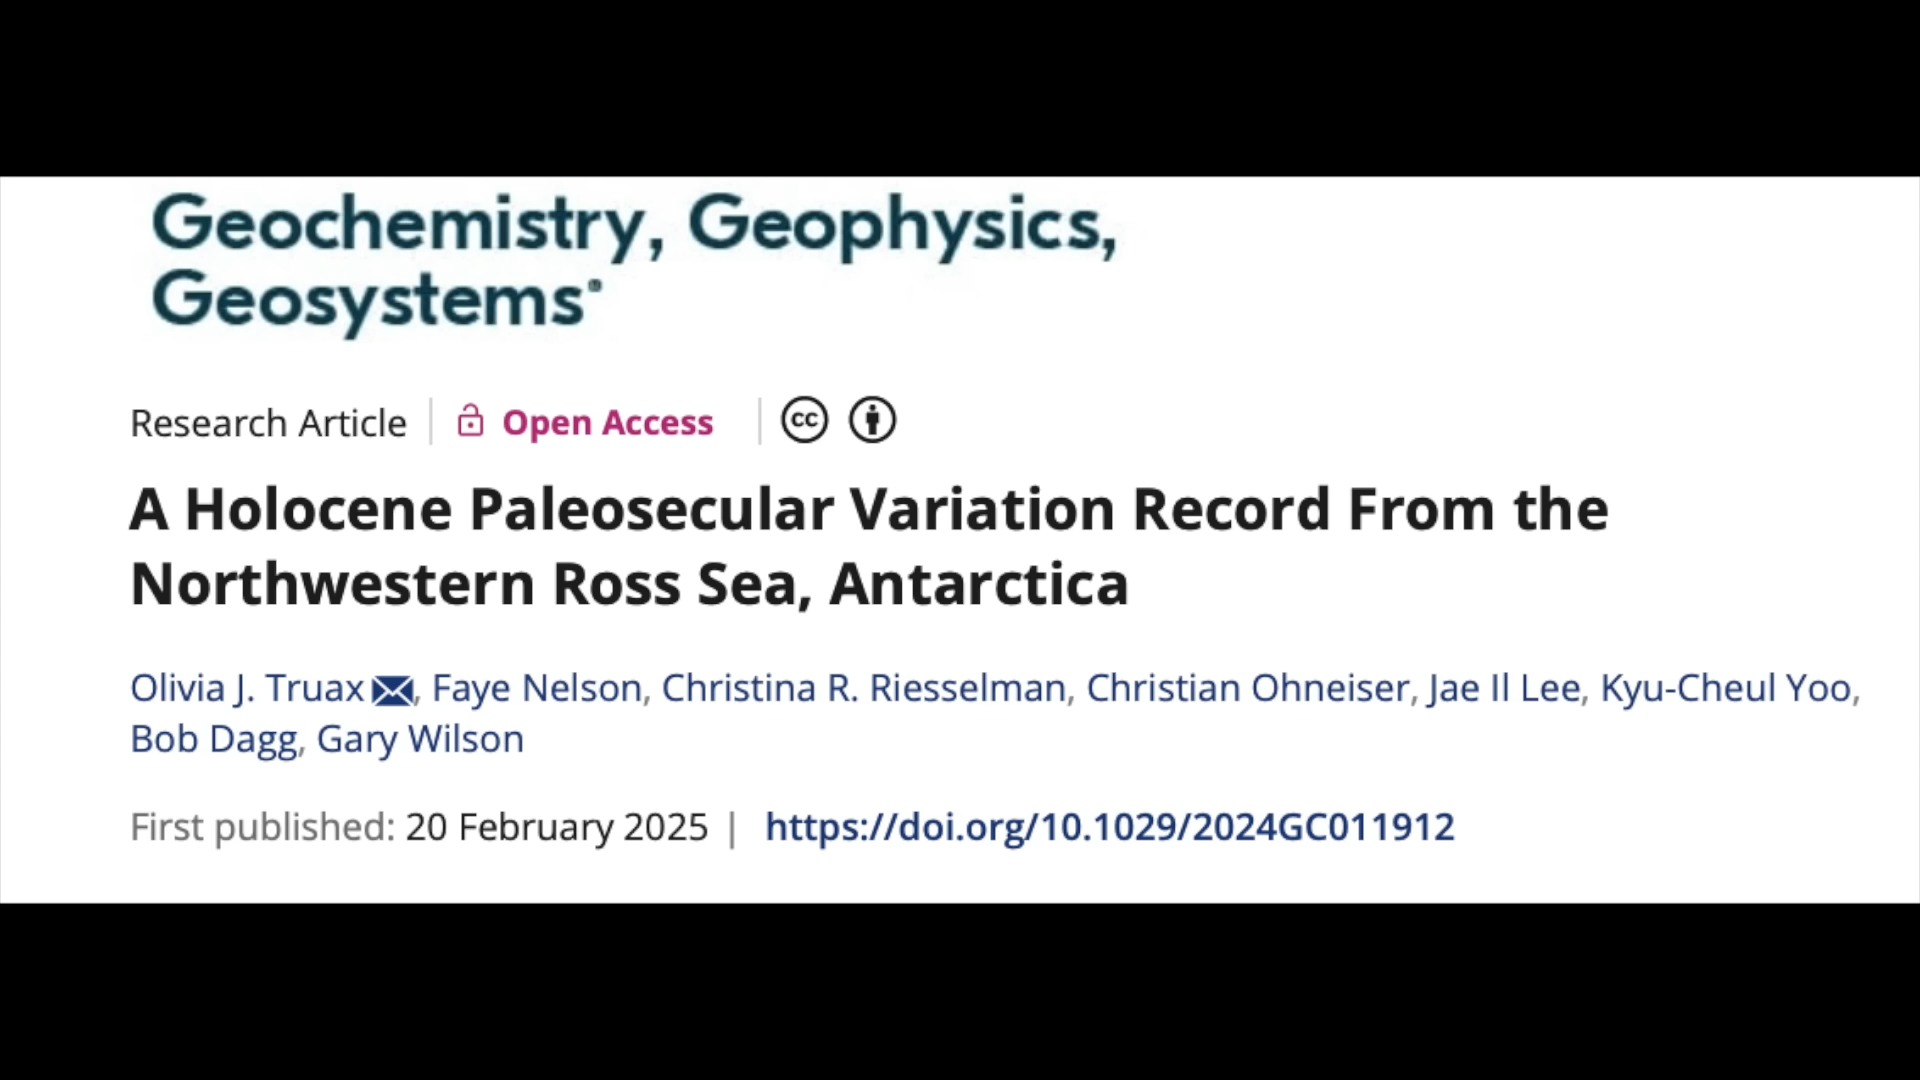 Geochemistry, Geophysics,
Geosystems®
Research Article | Open Access | cc
A Holocene Paleosecular Variation Record From the
Northwestern Ross Sea, Antarctica
Olivia J. Truax, Faye Nelson, Christina R. Riesselman, Christian Ohneiser, Jae Il Lee, Kyu-Cheul Yoo,
Bob Dagg, Gary Wilson
First published: 20 February 2025 | https://doi.org/10.1029/2024GC011912